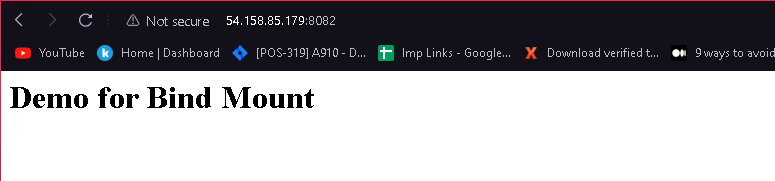 Not secure 54.158.85.179:8082
YouTube Home | Dashboard [POS-319] A910 - D... Imp Links - Google... Download verified t... 9 ways to avoid
Demo for Bind Mount